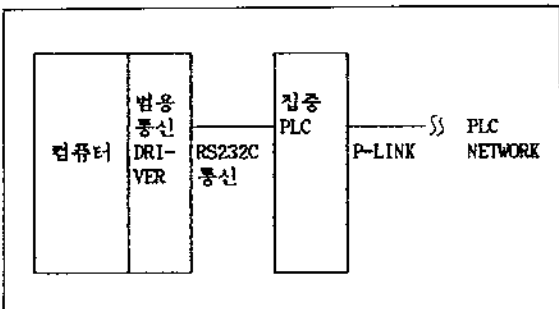 컴퓨터
범용
통신
DRI-
VER
RS232C
통신
집중
PLC
P-LINK
PLC
NETWORK